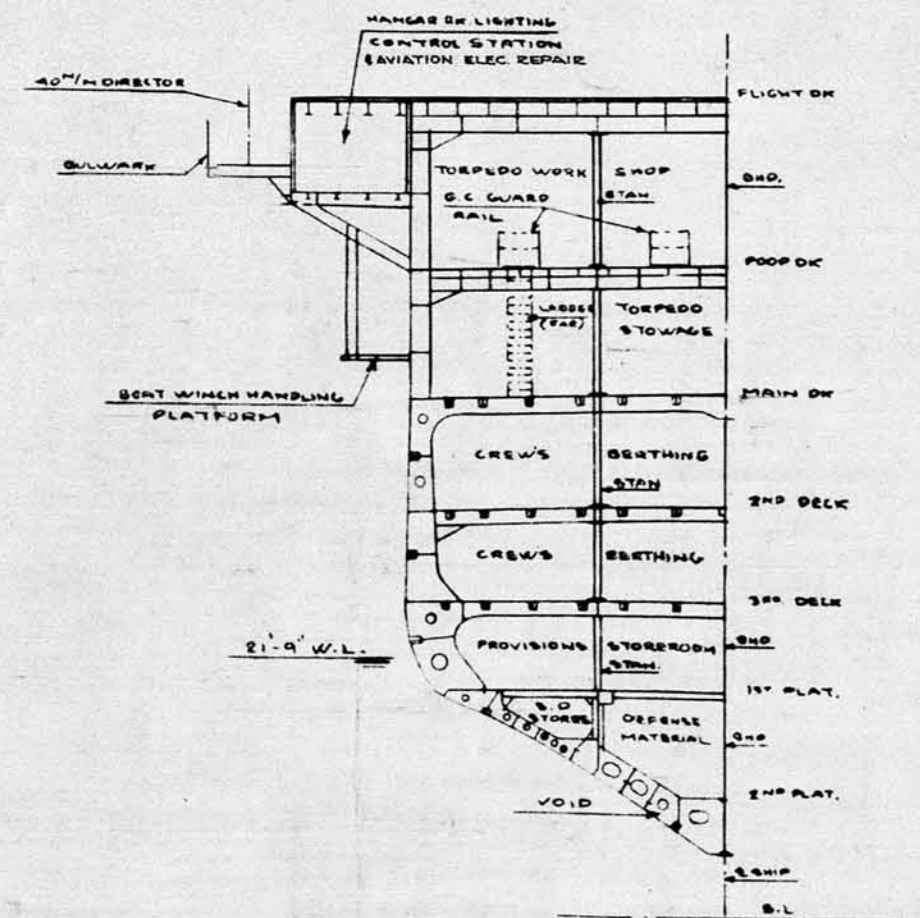 HANGAR DK. LIGHTING
CONTROL STATION
& AVIATION ELEC. REPAIR
40 M/M DIRECTOR
FLIGHT DK
BULWARK
TORPEDO WORK SHOP
STAN
G.C. GUARD
RAIL
BHD.
POOP DK
LADDER
TORPEDO
STOWAGE
BOAT WINCH HANDLING
PLATFORM
MAIN DK
CREW'S BERTHING
STAN
2ND DECK
CREW'S BERTHING
3RD. DECK
21'-9" W.L.
PROVISIONS STOREROOM
BHD
STAN.
1ST PLAT.
S.D
STORES
DEFENSE
MATERIAL
BHD
2ND PLAT.
VOID
℄ SHIP
B.L